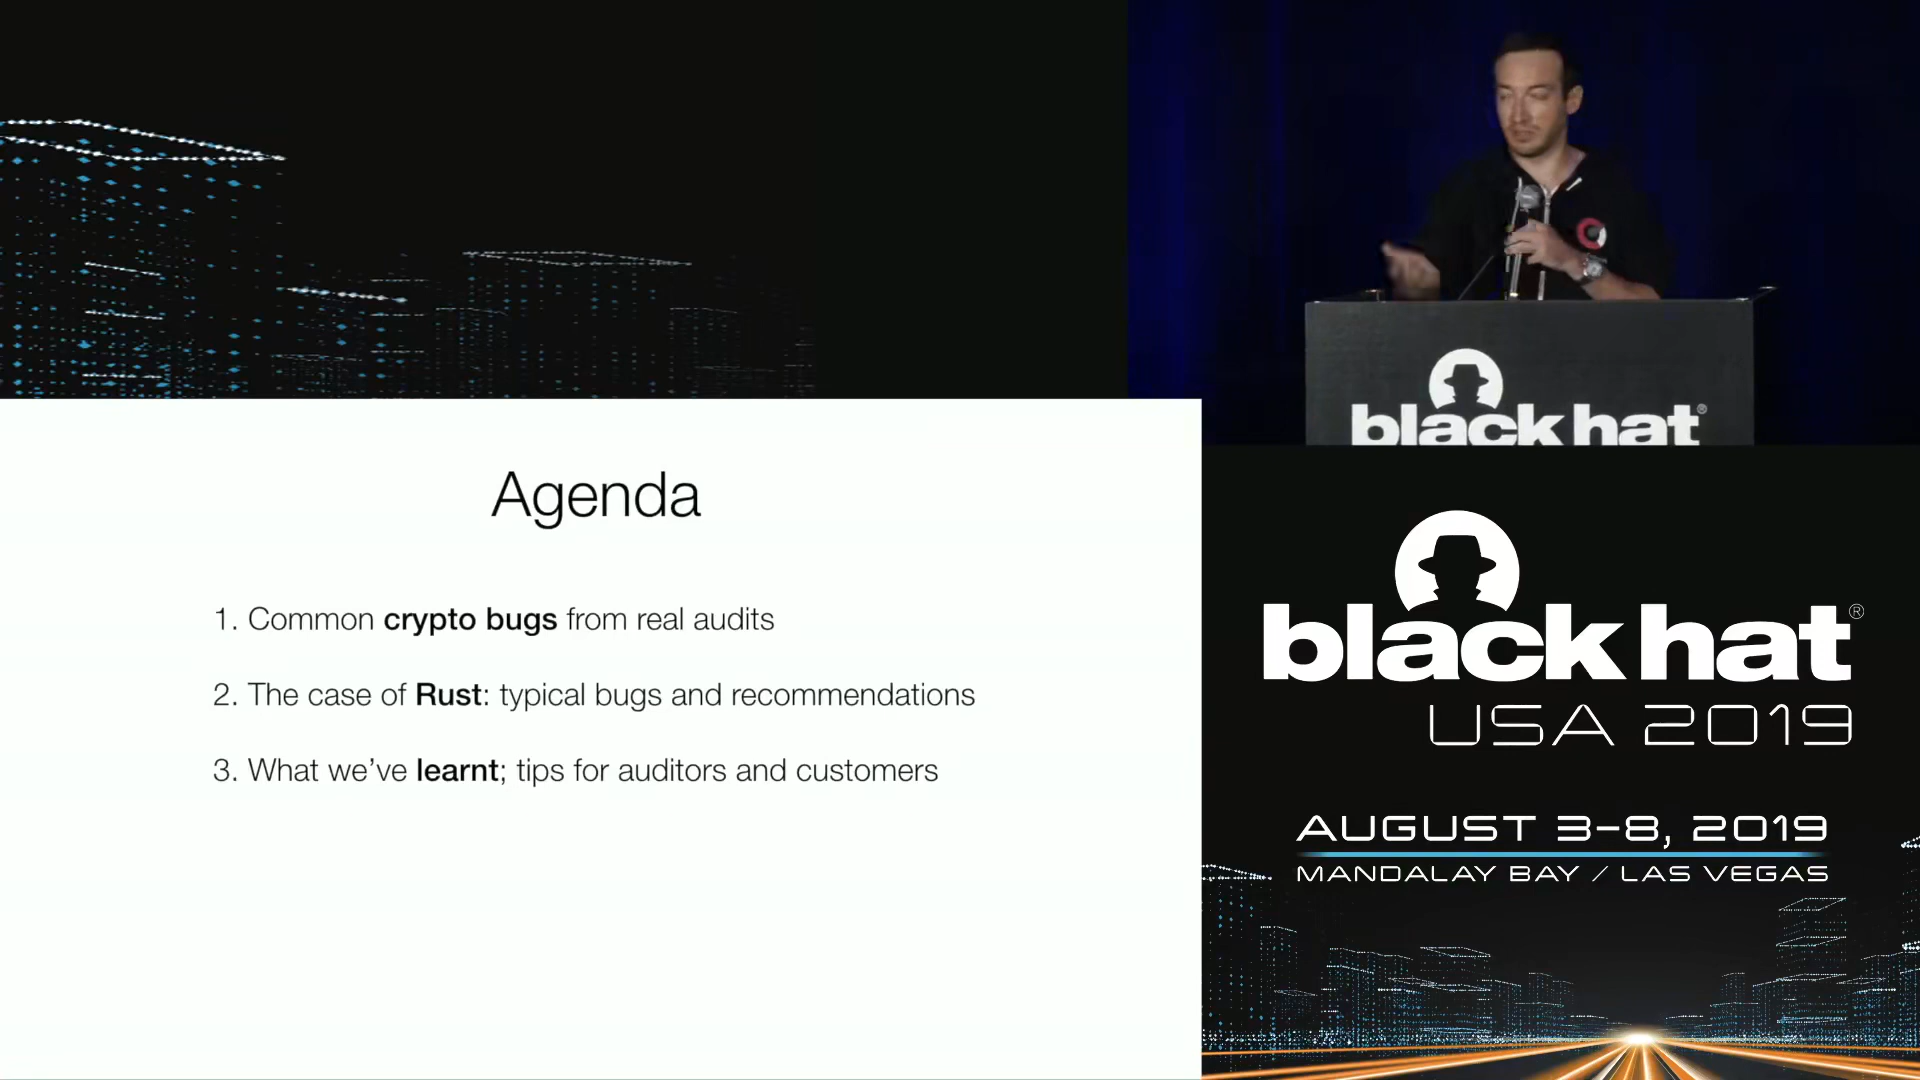 black hat®
Agenda
1. Common crypto bugs from real audits
2. The case of Rust: typical bugs and recommendations
3. What we've learnt; tips for auditors and customers
black hat®
USA 2019
AUGUST 3-8, 2019
MANDALAY BAY / LAS VEGAS